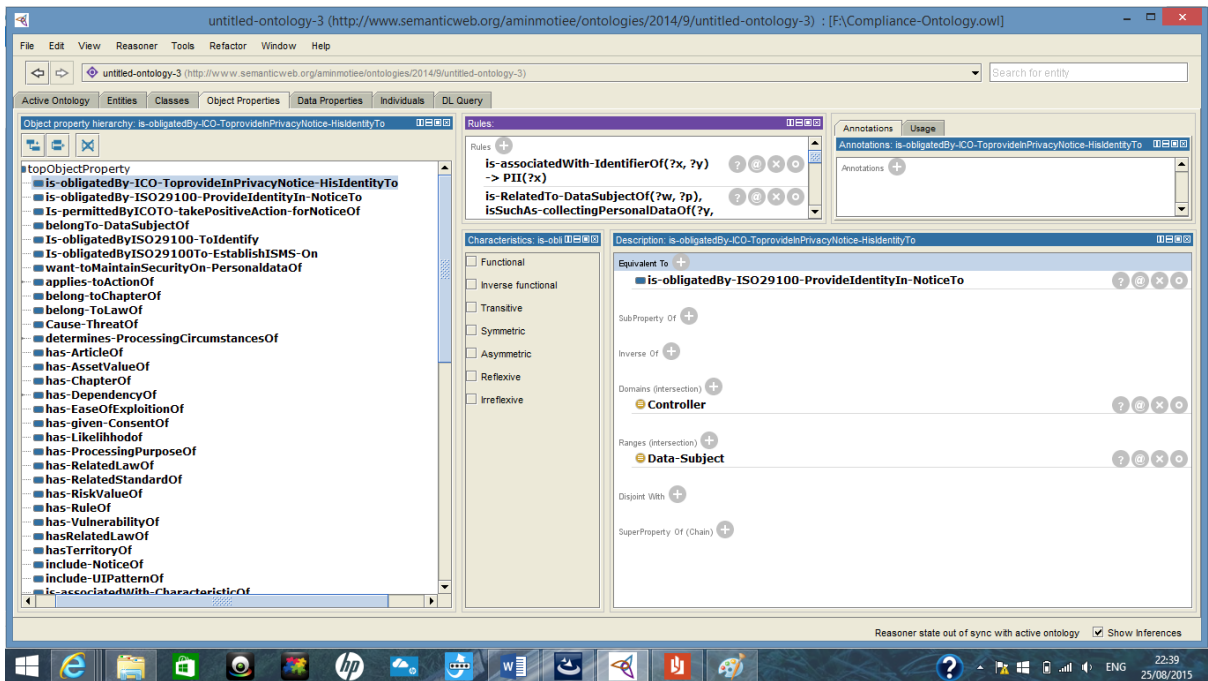 untitled-ontology-3 (http://www.semanticweb.org/aminmotiee/ontologies/2014/9/untitled-ontology-3) : [F:\Compliance-Ontology.owl]
File Edit View Reasoner Tools Refactor Window Help
untitled-ontology-3 (http://www.semanticweb.org/aminmotiee/ontologies/2014/9/untitled-ontology-3)
Search for entity
Active Ontology Entities Classes Object Properties Data Properties Individuals DL Query
Object property hierarchy: is-obligatedBy-ICO-ToprovideInPrivacyNotice-HisIdentityTo
topObjectProperty
is-obligatedBy-ICO-ToprovideInPrivacyNotice-HisIdentityTo
is-obligatedBy-ISO29100-ProvideIdentityIn-NoticeTo
Is-permittedByICOTO-takePositiveAction-forNoticeOf
belongTo-DataSubjectOf
Is-obligatedByISO29100-ToIdentify
Is-obligatedByISO29100To-EstablishISMS-On
want-toMaintainSecurityOn-PersonaldataOf
applies-toActionOf
belong-toChapterOf
belong-ToLawOf
Cause-ThreatOf
determines-ProcessingCircumstancesOf
has-ArticleOf
has-AssetValueOf
has-ChapterOf
has-DependencyOf
has-EaseOfExploitionOf
has-given-ConsentOf
has-Likelihhodof
has-ProcessingPurposeOf
has-RelatedLawOf
has-RelatedStandardOf
has-RiskValueOf
has-RuleOf
has-VulnerabilityOf
hasRelatedLawOf
hasTerritoryOf
include-NoticeOf
include-UIPatternOf
is-associatedWith-CharacteristicOf
Rules:
Rules
is-associatedWith-IdentifierOf(?x, ?y)
-> PII(?x)
is-RelatedTo-DataSubjectOf(?w, ?p),
isSuchAs-collectingPersonalDataOf(?y,
Annotations Usage
Annotations: is-obligatedBy-ICO-ToprovideInPrivacyNotice-HisIdentityTo
Annotations
Characteristics: is-obli
Functional
Inverse functional
Transitive
Symmetric
Asymmetric
Reflexive
Irreflexive
Description: is-obligatedBy-ICO-ToprovideInPrivacyNotice-HisIdentityTo
Equivalent To
is-obligatedBy-ISO29100-ProvideIdentityIn-NoticeTo
SubProperty Of
Inverse Of
Domains (intersection)
Controller
Ranges (intersection)
Data-Subject
Disjoint With
SuperProperty Of (Chain)
Reasoner state out of sync with active ontology Show Inferences
ENG
22:39
25/08/2015